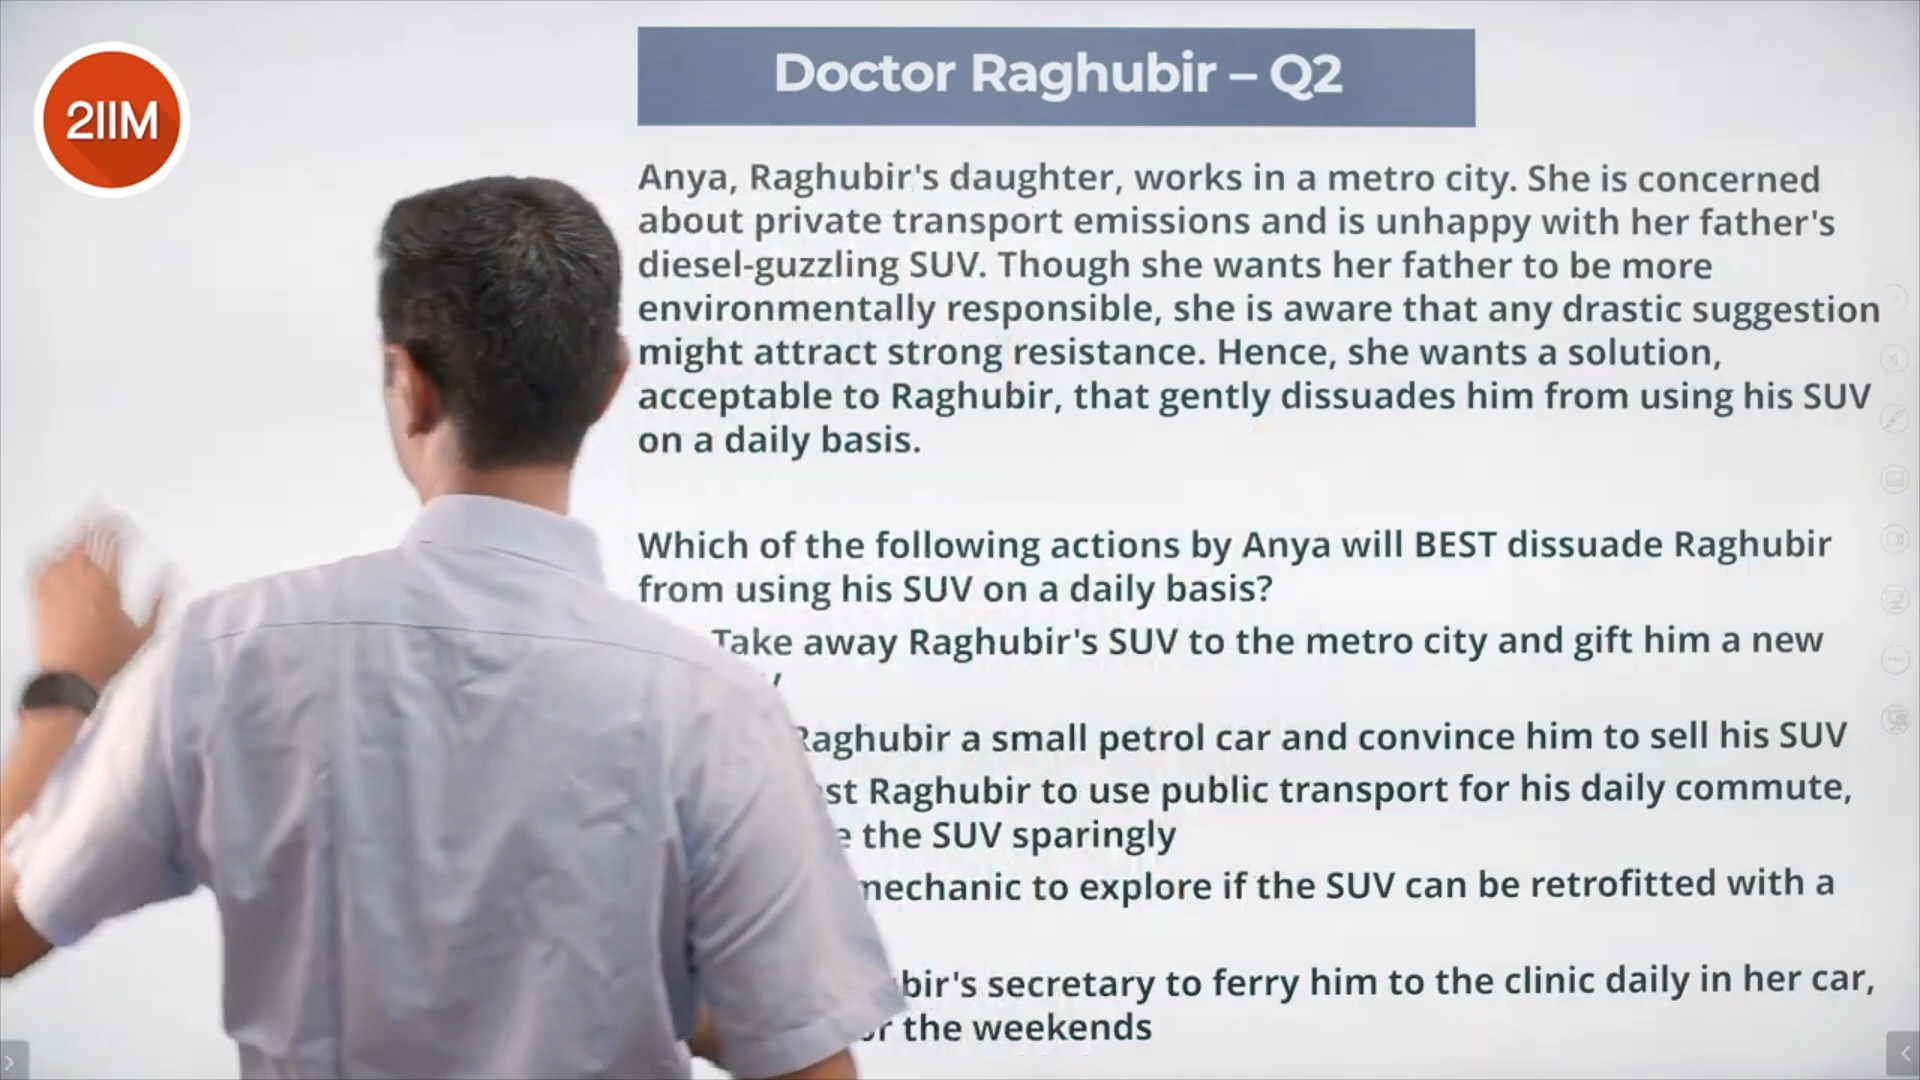 2IIM
Doctor Raghubir – Q2
Anya, Raghubir's daughter, works in a metro city. She is concerned
about private transport emissions and is unhappy with her father's
diesel-guzzling SUV. Though she wants her father to be more
environmentally responsible, she is aware that any drastic suggestion
might attract strong resistance. Hence, she wants a solution,
acceptable to Raghubir, that gently dissuades him from using his SUV
on a daily basis.
Which of the following actions by Anya will BEST dissuade Raghubir
from using his SUV on a daily basis?
Take away Raghubir's SUV to the metro city and gift him a new
Raghubir a small petrol car and convince him to sell his SUV
Raghubir to use public transport for his daily commute,
the SUV sparingly
mechanic to explore if the SUV can be retrofitted with a
secretary to ferry him to the clinic daily in her car,
the weekends